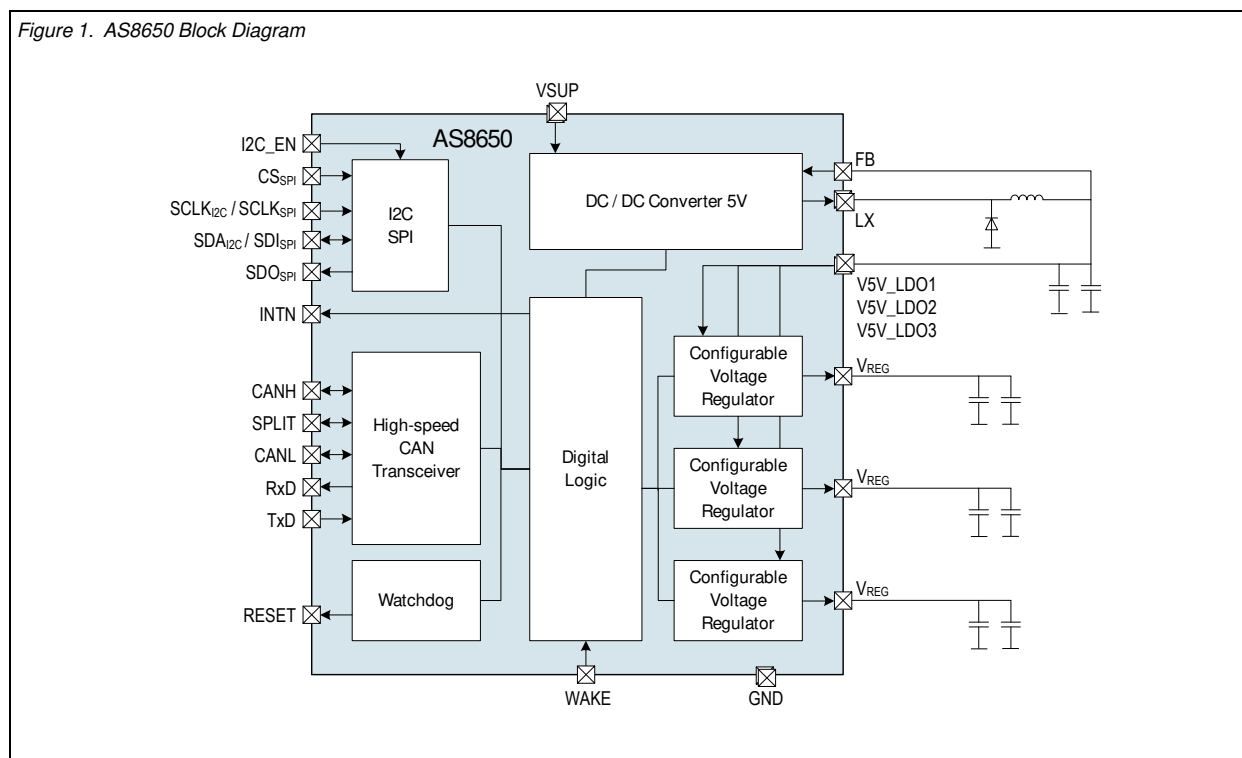 Figure 1. AS8650 Block Diagram
VSUP
AS8650
I2C_EN
CSSPI
SCLKI2C / SCLKSPI
SDAI2C / SDISPI
SDOSPI
INTN
I2C
SPI
DC / DC Converter 5V
FB
LX
V5V_LDO1
V5V_LDO2
V5V_LDO3
CANH
SPLIT
CANL
RxD
TxD
High-speed
CAN
Transceiver
Digital
Logic
Configurable
Voltage
Regulator
VREG
Configurable
Voltage
Regulator
VREG
Configurable
Voltage
Regulator
VREG
RESET
Watchdog
WAKE
GND